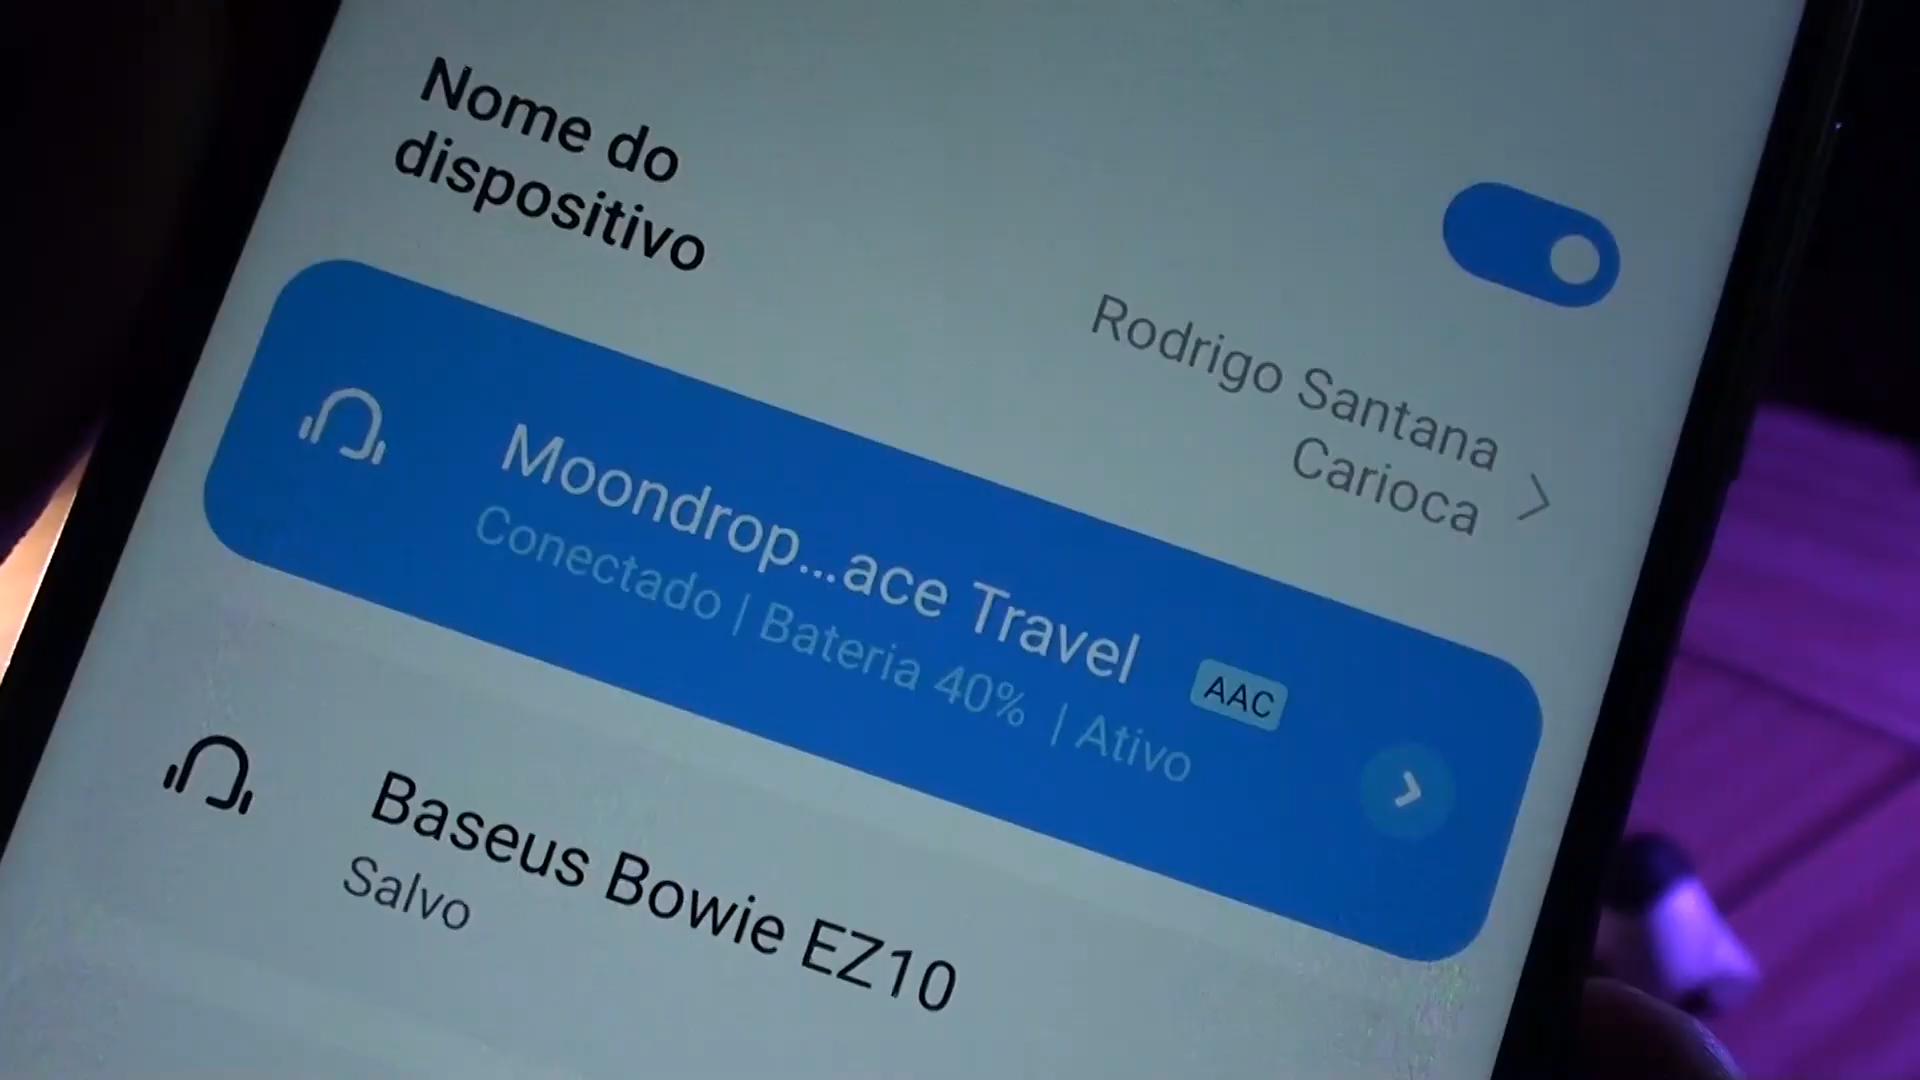 Nome do
dispositivo
Rodrigo Santana
Carioca
Moondrop...ace Travel
AAC
Conectado | Bateria 40% | Ativo
Baseus Bowie EZ10
Salvo